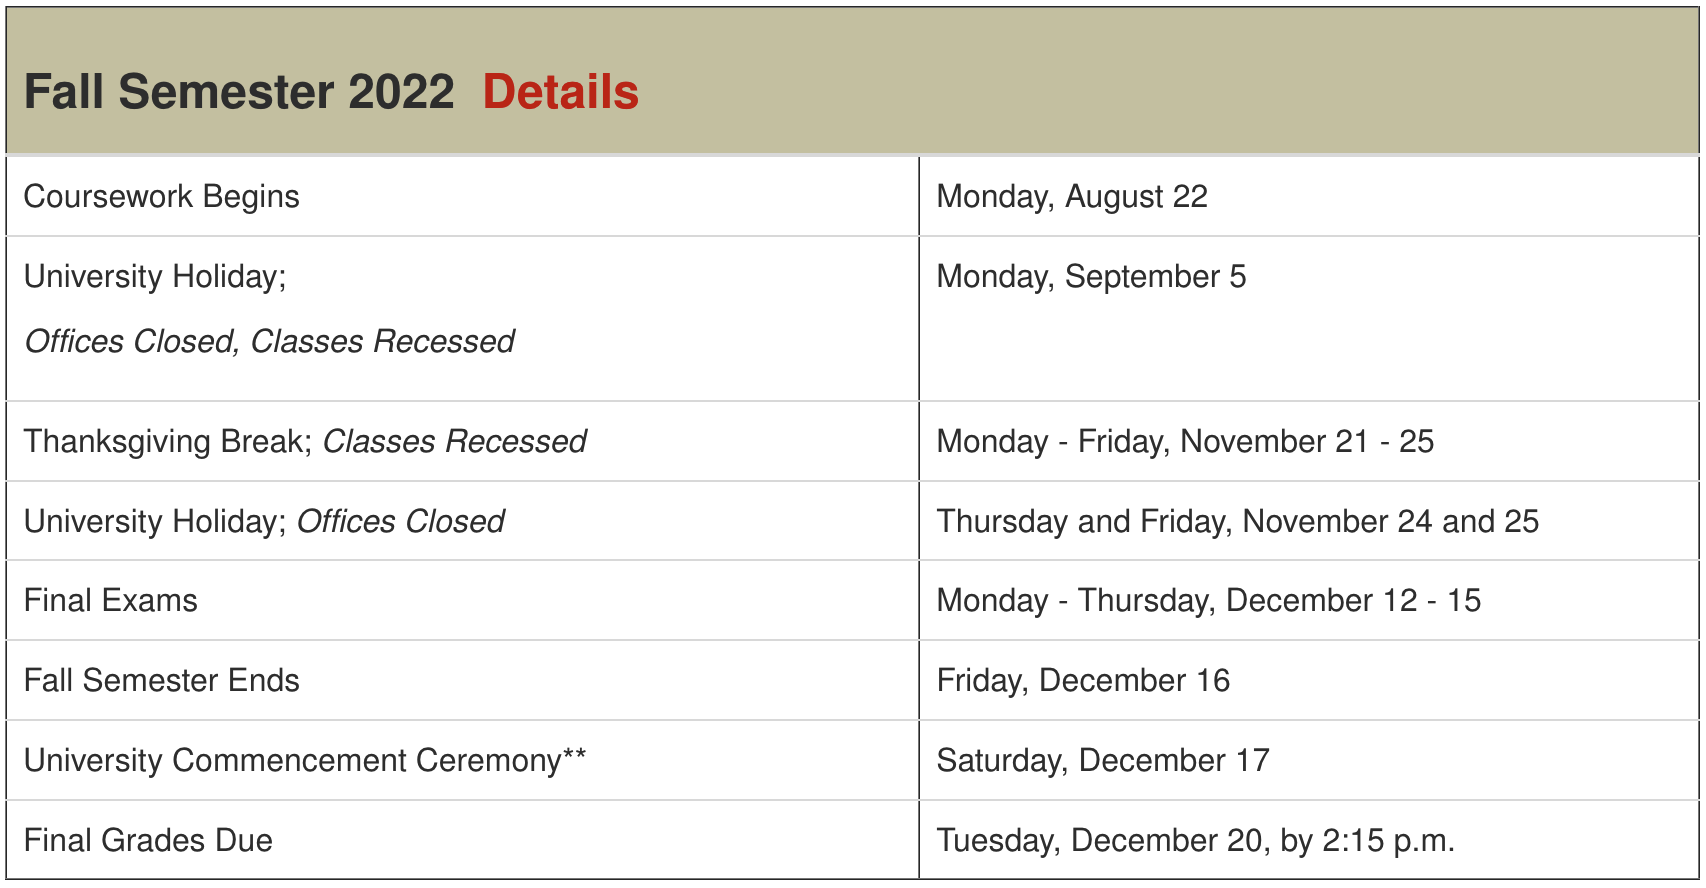 Fall Semester 2022  Details
Coursework Begins
Monday, August 22
University Holiday;
Offices Closed, Classes Recessed
Monday, September 5
Thanksgiving Break; Classes Recessed
Monday - Friday, November 21 - 25
University Holiday; Offices Closed
Thursday and Friday, November 24 and 25
Final Exams
Monday - Thursday, December 12 - 15
Fall Semester Ends
Friday, December 16
University Commencement Ceremony**
Saturday, December 17
Final Grades Due
Tuesday, December 20, by 2:15 p.m.